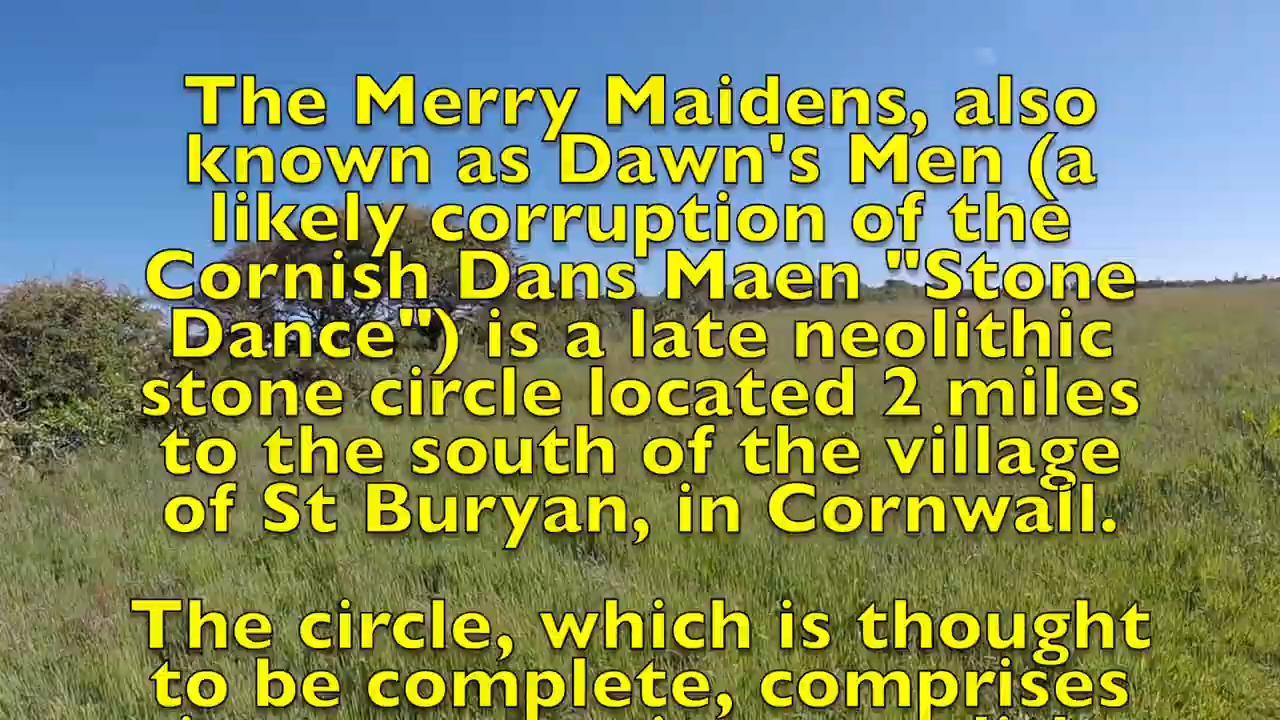 The Merry Maidens, also
known as Dawn's Men (a
likely corruption of the
Cornish Dans Maen "Stone
Dance") is a late neolithic
stone circle located 2 miles
to the south of the village
of St Buryan, in Cornwall.
The circle, which is thought
to be complete, comprises